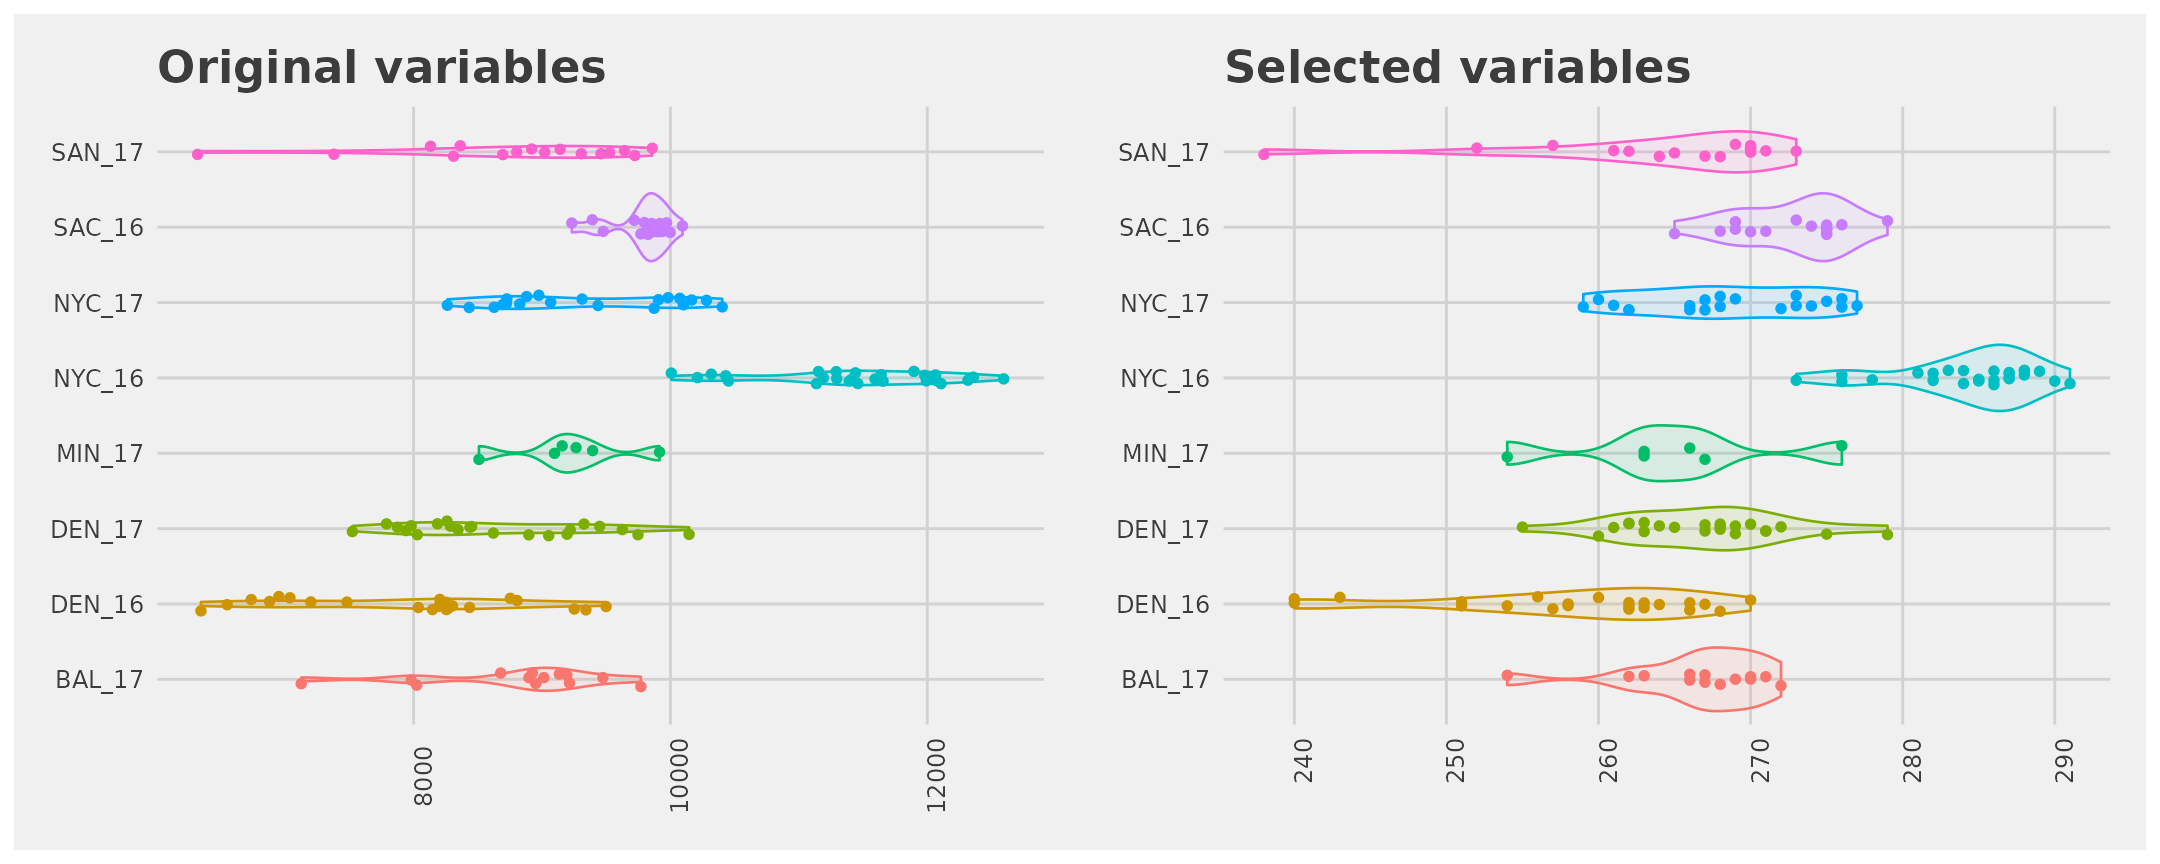 Original variables
SAN_17
SAC_16
NYC_17
NYC_16
MIN_17
DEN_17
DEN_16
BAL_17
8000
10000
12000
Selected variables
SAN_17
SAC_16
NYC_17
NYC_16
MIN_17
DEN_17
DEN_16
BAL_17
240
250
260
270
280
290